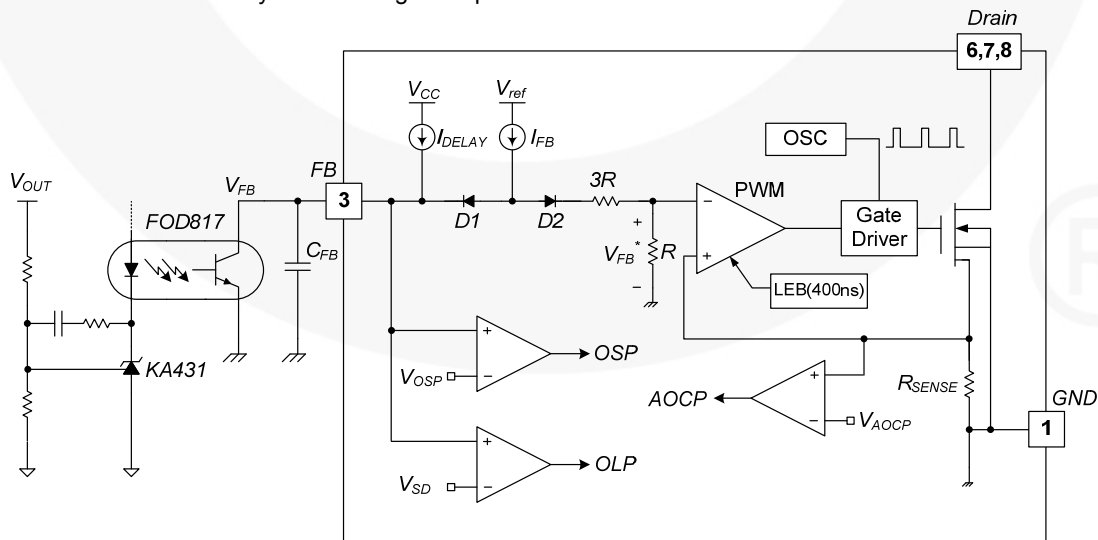 Drain
6,7,8
VCC
Vref
IDELAY
IFB
OSC
FB
3
3R
PWM
VOUT
VFB
D1
D2
FOD817
CFB
+
VFB*
R
−
−
+
Gate
Driver
LEB(400ns)
KA431
+
VOSP
−
OSP
AOCP
+
−
VAOCP
RSENSE
GND
1
+
VSD
−
OLP
R